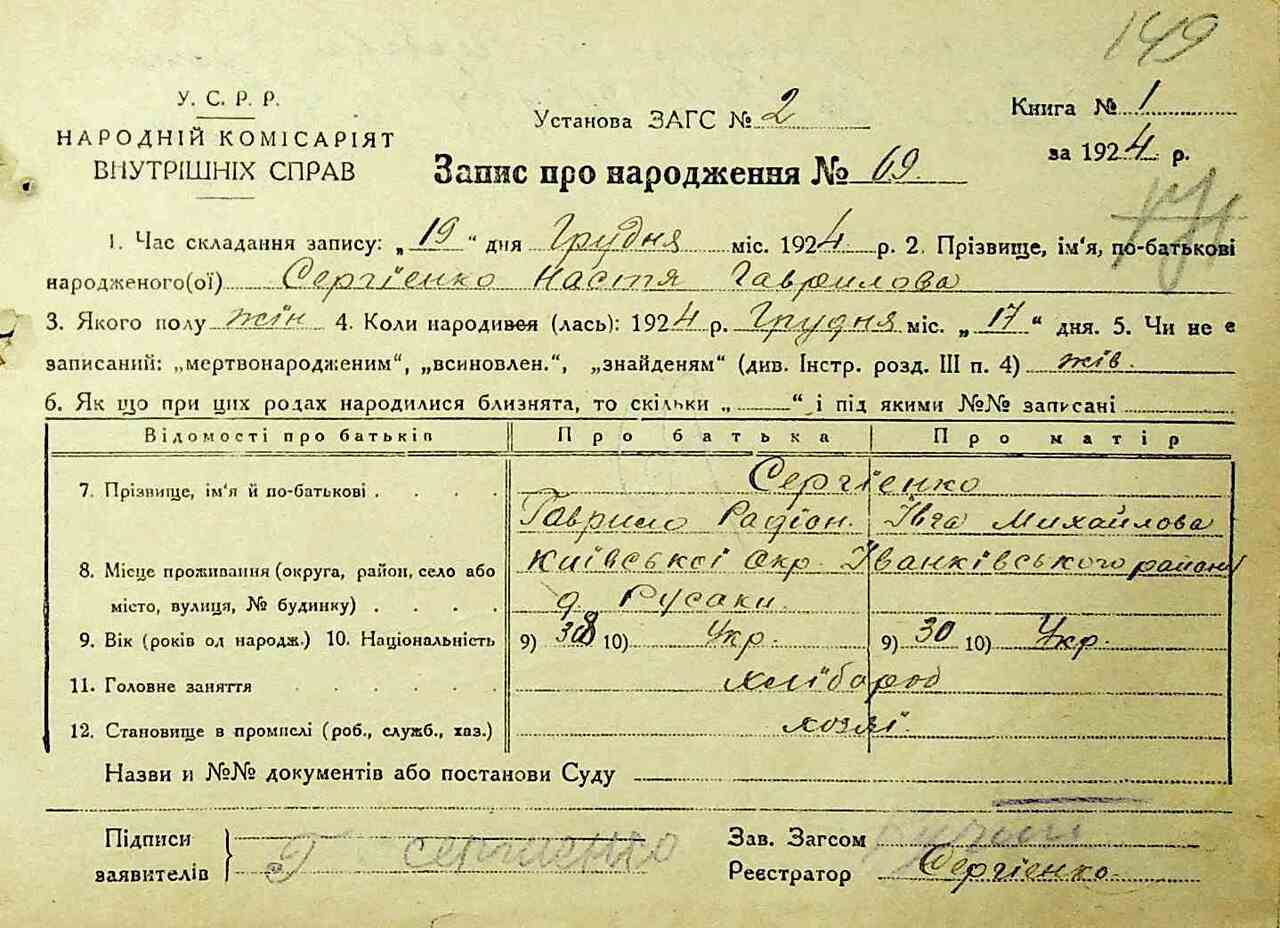 149
У. С. Р. Р.
НАРОДНІЙ КОМІСАРІЯТ
ВНУТРІШНІХ СПРАВ
Установа ЗАГС № 2
Книга № 1
за 1924 р.
Запис про народження № 69.
1. Час складання запису: „ 19 “ дня Грудня міс. 1924 р. 2. Прізвище, ім'я, по-батькові
народженого(ої) Сергієнко Настя Гаврилова
3. Якого полу жін 4. Коли народився (лась): 1924 р. Грудня міс. „ 17 “ дня. 5. Чи не є
записаний: „мертвонародженим“, „всиновлен.“, „знайденям“ (див. Інстр. розд. III п. 4) жів.
6. Як що при цих родах народилися близнята, то скільки „ “ і під якими №№ записані
Відомості про батьків Про батька Про матір
7. Прізвище, ім'я й по-батькові . . . . Сергієнко
Гаврило Радіон. Івга Михайлова
8. Місце проживання (округа, район, село або Київської Окр. Іванківського району
місто, вулиця, № будинку) . . . . д. Русаки.
9. Вік (років од народж.) 10. Національність 9) 38 10) Укр. 9) 30 10) Укр.
11. Головне заняття . . . . . . хлібороб
12. Становище в промислі (роб., служб., хаз.) хозяї.
Назви и №№ документів або постанови Суду
Підписи
заявителів
Г Сергиенко
Зав. Загсом
Реєстратор Сергієнко